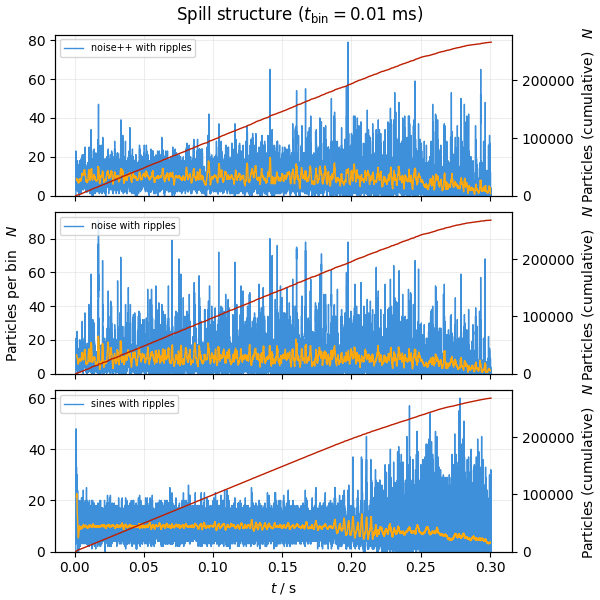 Spill structure (t_bin = 0.01 ms)
noise++ with ripples
80
60
40
20
0
200000
100000
0
Particles (cumulative) N
noise with ripples
80
60
40
20
0
Particles per bin N
200000
100000
0
Particles (cumulative) N
sines with ripples
60
40
20
0
200000
100000
0
Particles (cumulative) N
0.00 0.05 0.10 0.15 0.20 0.25 0.30
t / s